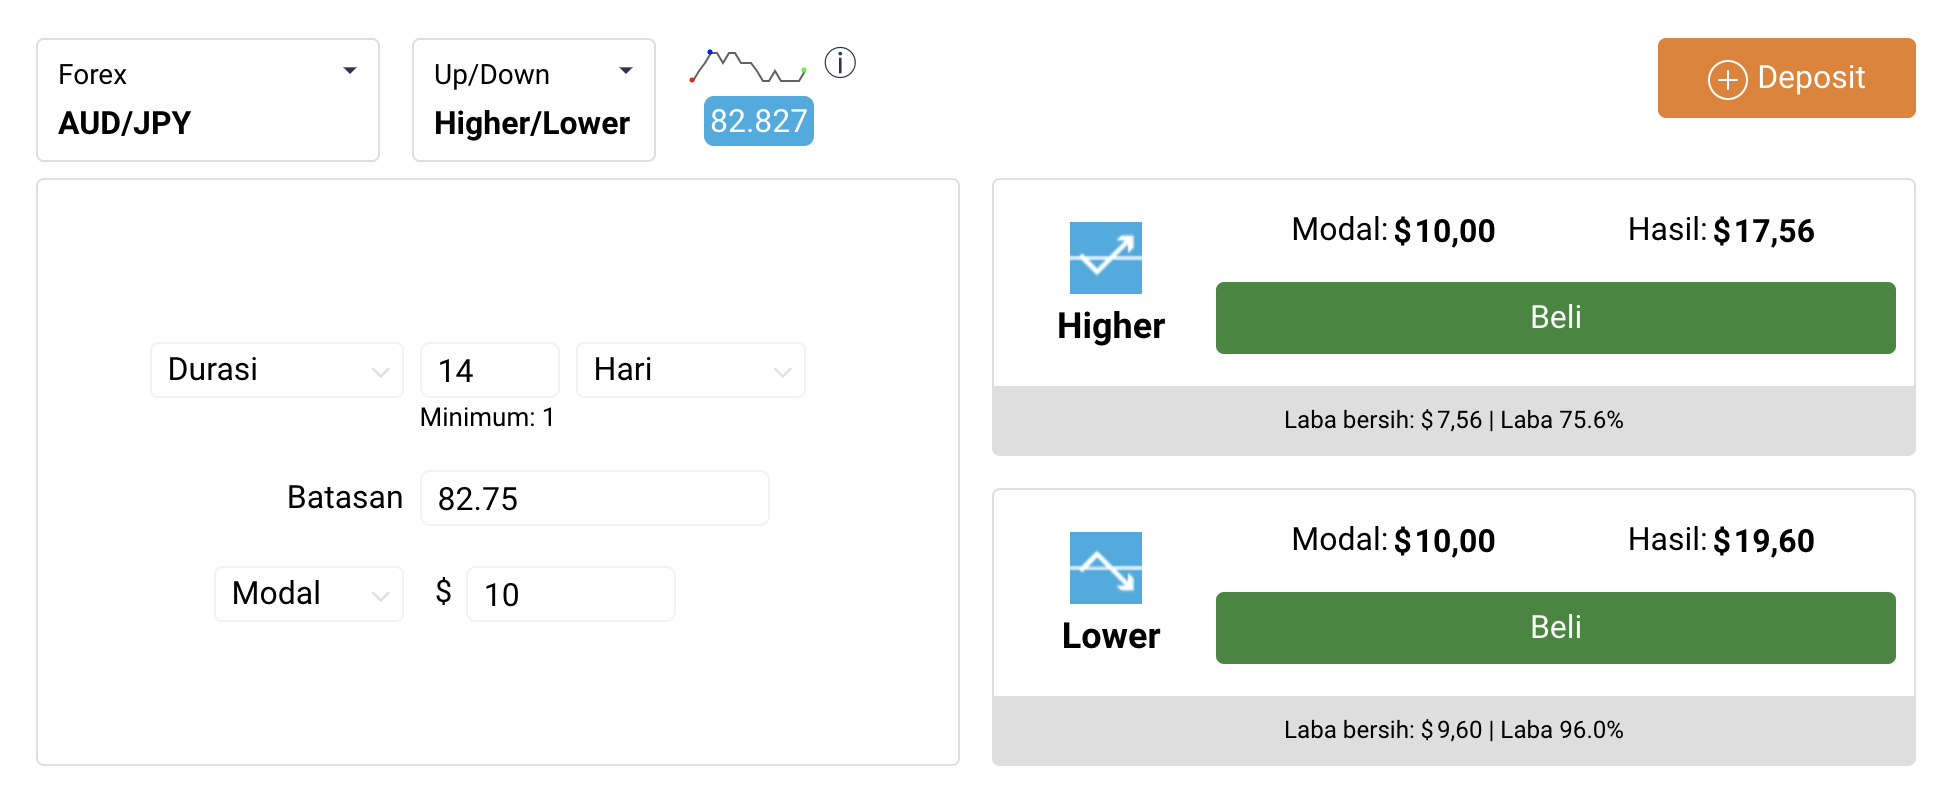 Forex
AUD/JPY
Up/Down
Higher/Lower
82.827
Deposit
Durasi 14 Hari
Minimum: 1
Batasan 82.75
Modal $ 10
Modal: $10,00 Hasil: $17,56
Higher
Beli
Laba bersih: $7,56 | Laba 75.6%
Modal: $10,00 Hasil: $19,60
Lower
Beli
Laba bersih: $9,60 | Laba 96.0%